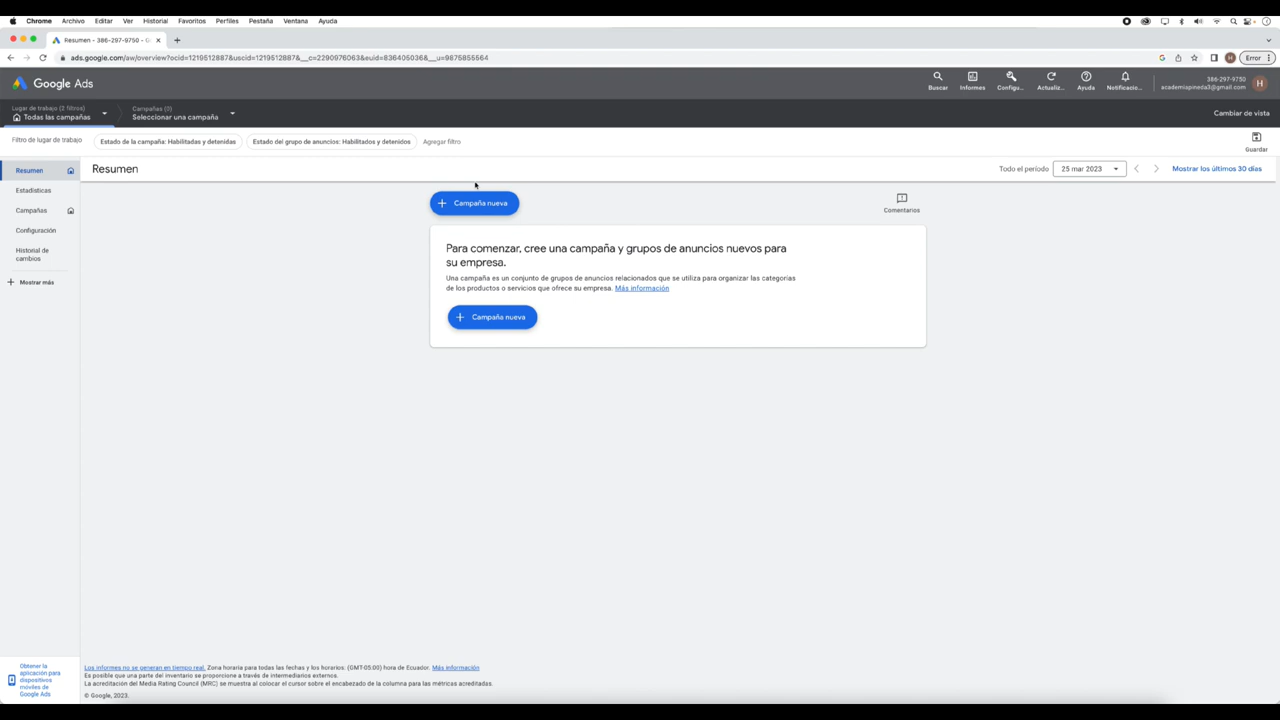 Chrome Archivo Editar Ver Historial Favoritos Perfiles Pestaña Ventana Ayuda
Resumen - 386-297-9750 - G
ads.google.com/aw/overview?ocid=1219512887&uscid=1219512887&__c=2290976063&euid=836405036&__u=9875855564
Error
Google Ads
Buscar
Informes
Configu...
Actualiz...
Ayuda
Notificacio...
386-297-9750
academiapineda3@gmail.com
H
Lugar de trabajo (2 filtros)
Todas las campañas
Campañas (0)
Seleccionar una campaña
Cambiar de vista
Filtro de lugar de trabajo
Estado de la campaña: Habilitadas y detenidas
Estado del grupo de anuncios: Habilitados y detenidos
Agregar filtro
Guardar
Resumen
Estadísticas
Campañas
Configuración
Historial de
cambios
Mostrar más
Resumen
Todo el período
25 mar 2023
Mostrar los últimos 30 días
Campaña nueva
Comentarios
Para comenzar, cree una campaña y grupos de anuncios nuevos para
su empresa.
Una campaña es un conjunto de grupos de anuncios relacionados que se utiliza para organizar las categorías
de los productos o servicios que ofrece su empresa. Más información
Campaña nueva
Obtener la
aplicación para
dispositivos
móviles de
Google Ads
Los informes no se generan en tiempo real. Zona horaria para todas las fechas y los horarios: (GMT-05:00) hora de Ecuador. Más información
Es posible que una parte del inventario se proporcione a través de intermediarios externos.
La acreditación del Media Rating Council (MRC) se muestra al colocar el cursor sobre el encabezado de la columna para las métricas acreditadas.
© Google, 2023.